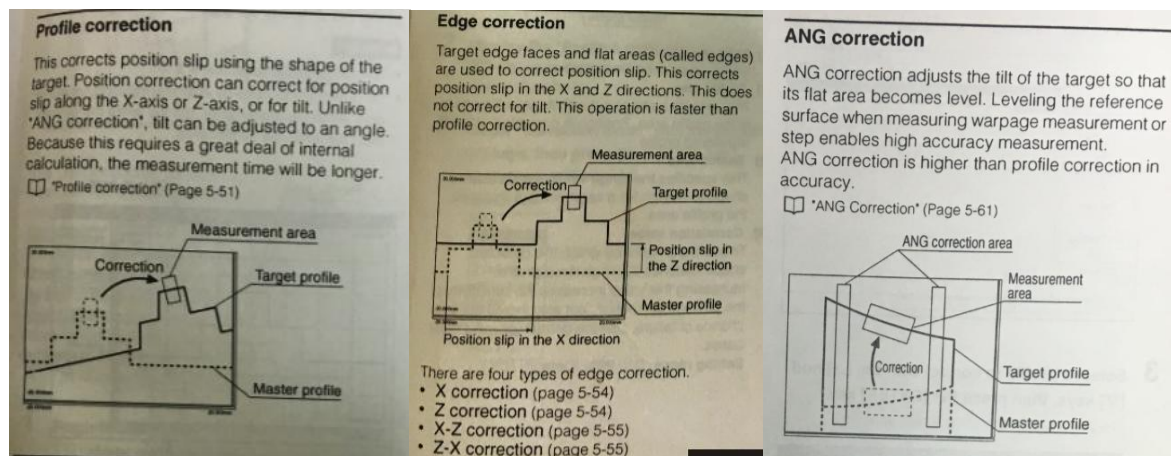 Profile correction
This corrects position slip using the shape of the
target. Position correction can correct for position
slip along the X-axis or Z-axis, or for tilt. Unlike
"ANG correction", tilt can be adjusted to an angle.
Because this requires a great deal of internal
calculation, the measurement time will be longer.
"Profile correction" (Page 5-51)
Measurement area
Correction
Target profile
Master profile
Edge correction
Target edge faces and flat areas (called edges)
are used to correct position slip. This corrects
position slip in the X and Z directions. This does
not correct for tilt. This operation is faster than
profile correction.
Measurement area
Correction
Target profile
Position slip in
the Z direction
Master profile
Position slip in the X direction
There are four types of edge correction.
• X correction (page 5-54)
• Z correction (page 5-54)
• X-Z correction (page 5-55)
• Z-X correction (page 5-55)
ANG correction
ANG correction adjusts the tilt of the target so that
its flat area becomes level. Leveling the reference
surface when measuring warpage measurement or
step enables high accuracy measurement.
ANG correction is higher than profile correction in
accuracy.
"ANG Correction" (Page 5-61)
ANG correction area
Measurement
area
Correction
Target profile
Master profile
3